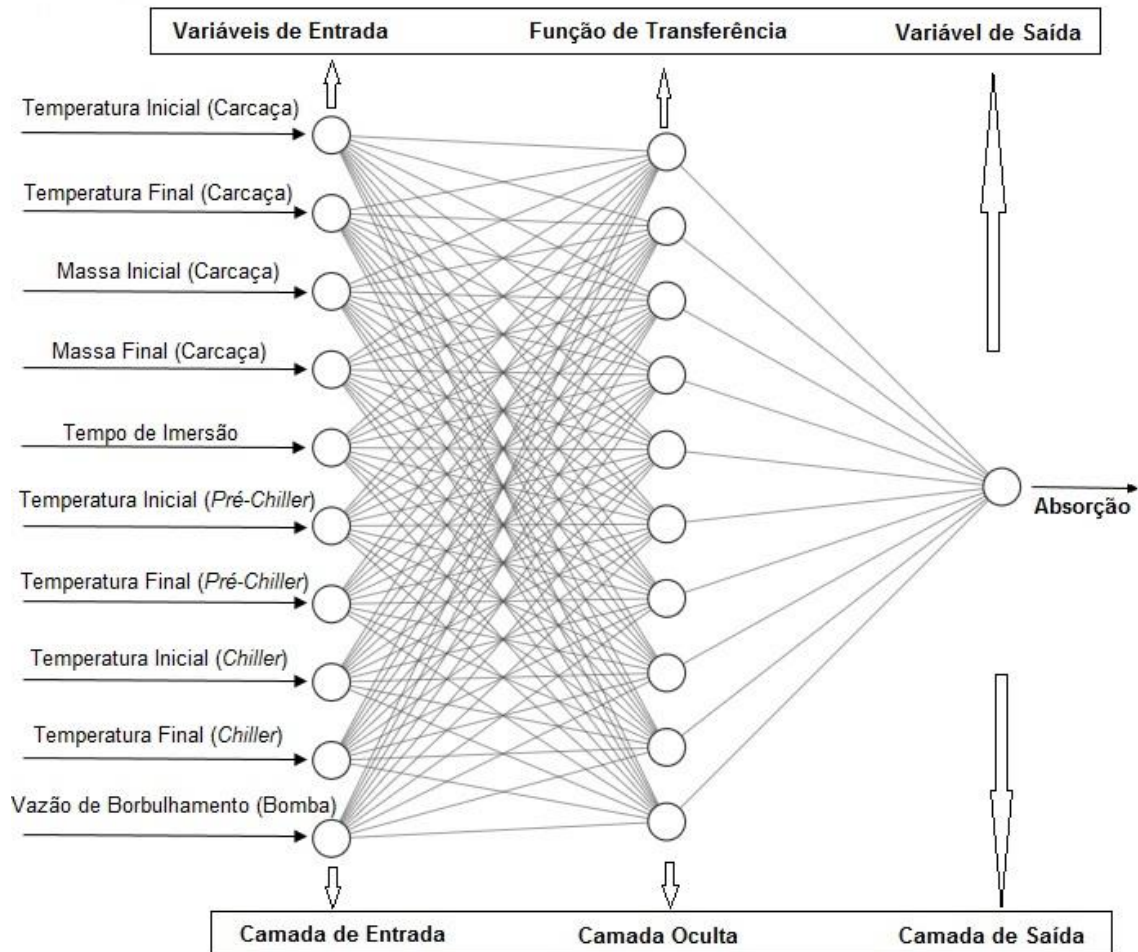 Variáveis de Entrada Função de Transferência Variável de Saída
Temperatura Inicial (Carcaça)
Temperatura Final (Carcaça)
Massa Inicial (Carcaça)
Massa Final (Carcaça)
Tempo de Imersão
Temperatura Inicial (Pré-Chiller)
Temperatura Final (Pré-Chiller)
Temperatura Inicial (Chiller)
Temperatura Final (Chiller)
Vazão de Borbulhamento (Bomba)
Absorção
Camada de Entrada Camada Oculta Camada de Saída